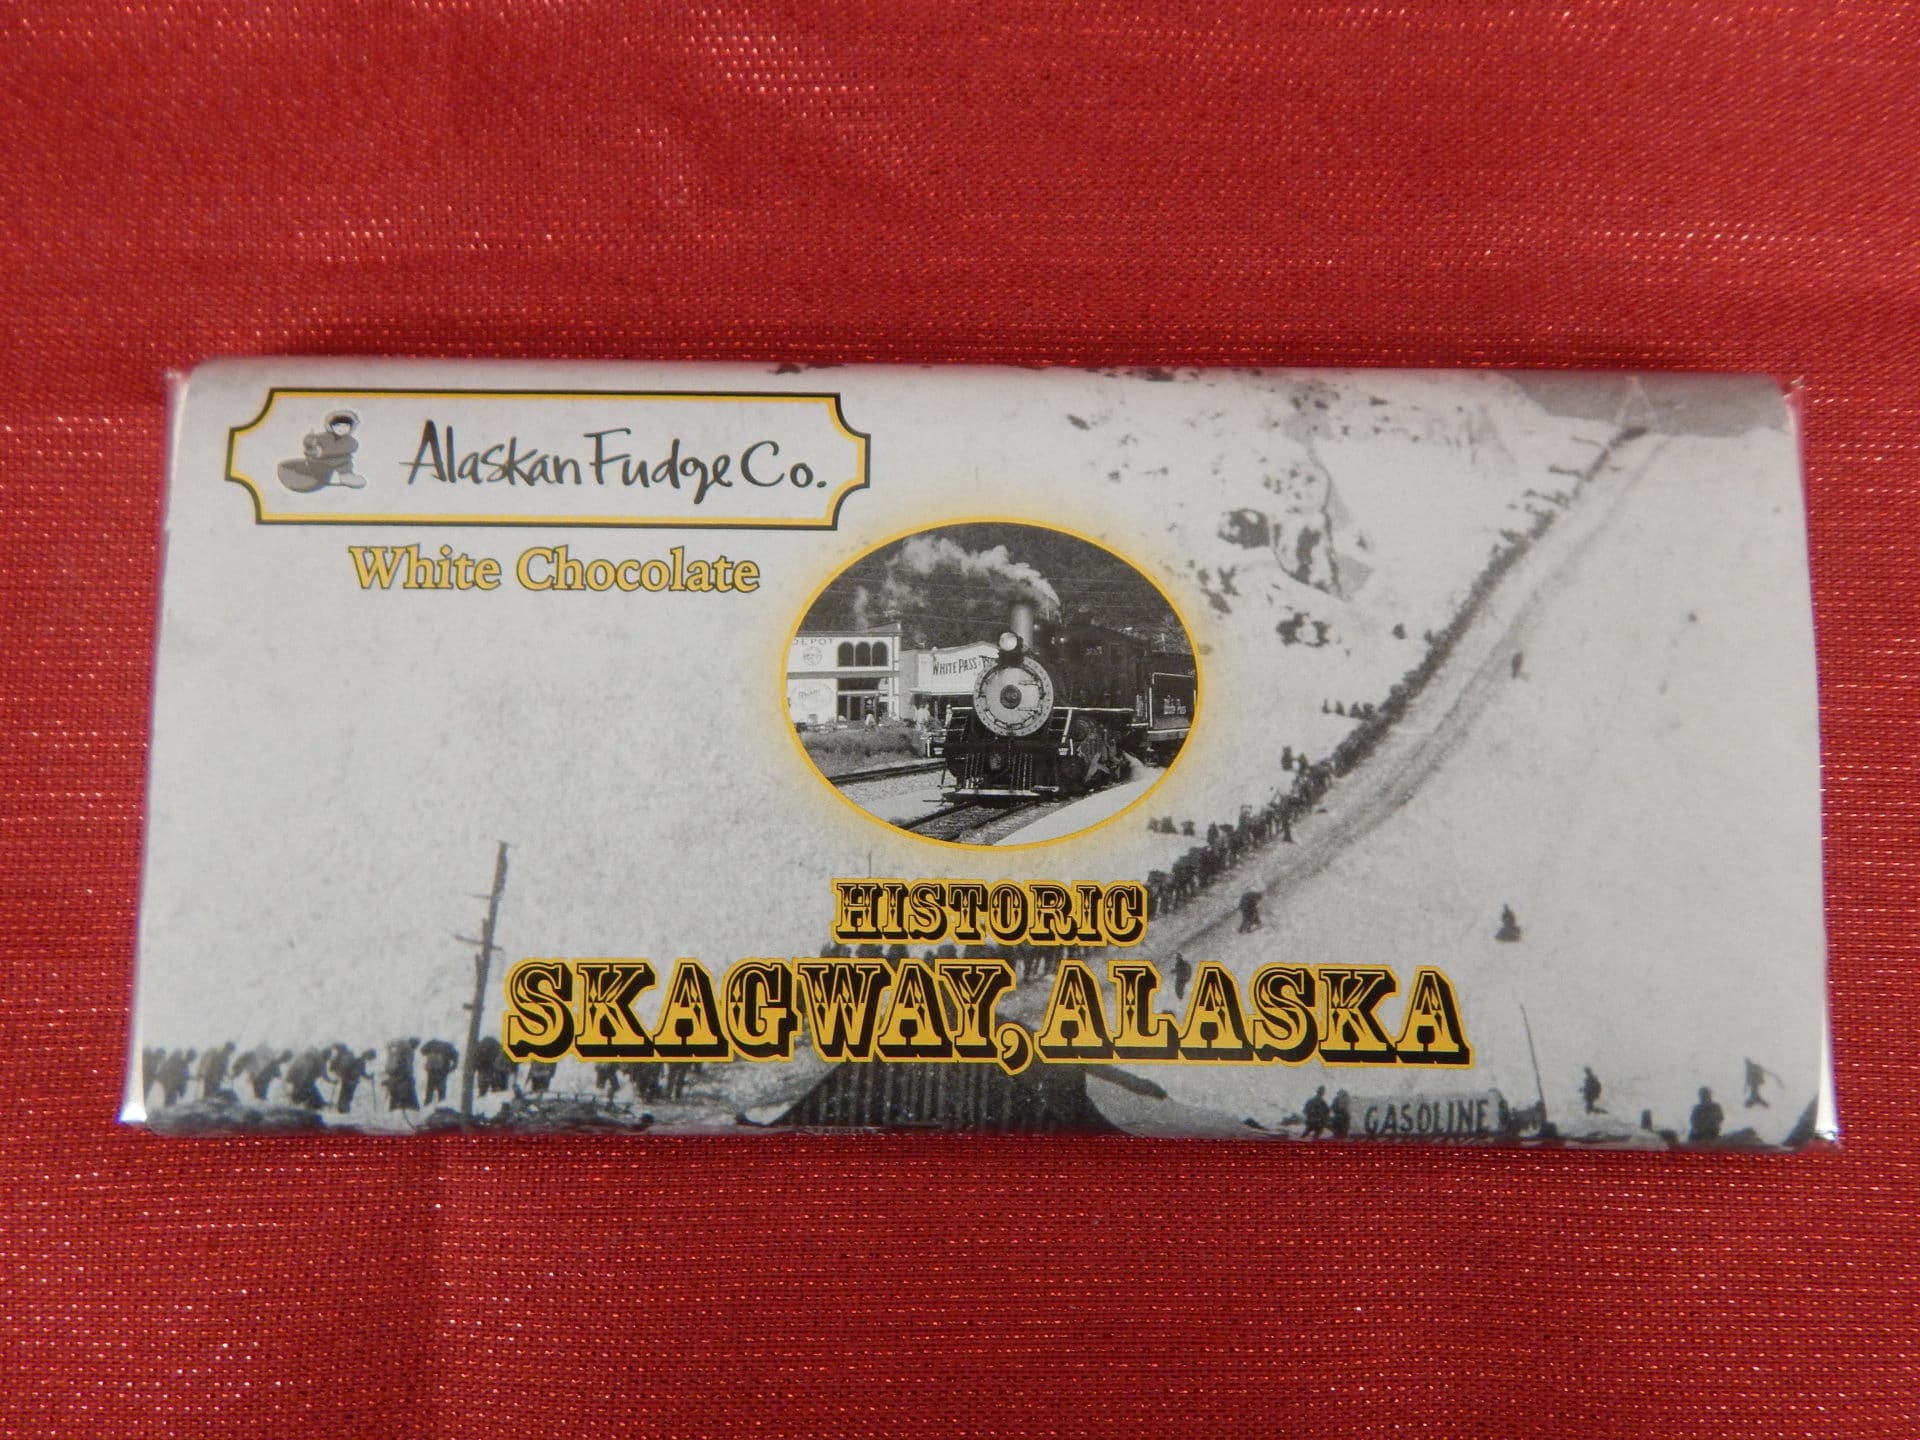 Alaskan Fudge Co.
White Chocolate
DEPOT
WHITE PASS
HISTORIC
SKAGWAY, ALASKA
GASOLINE